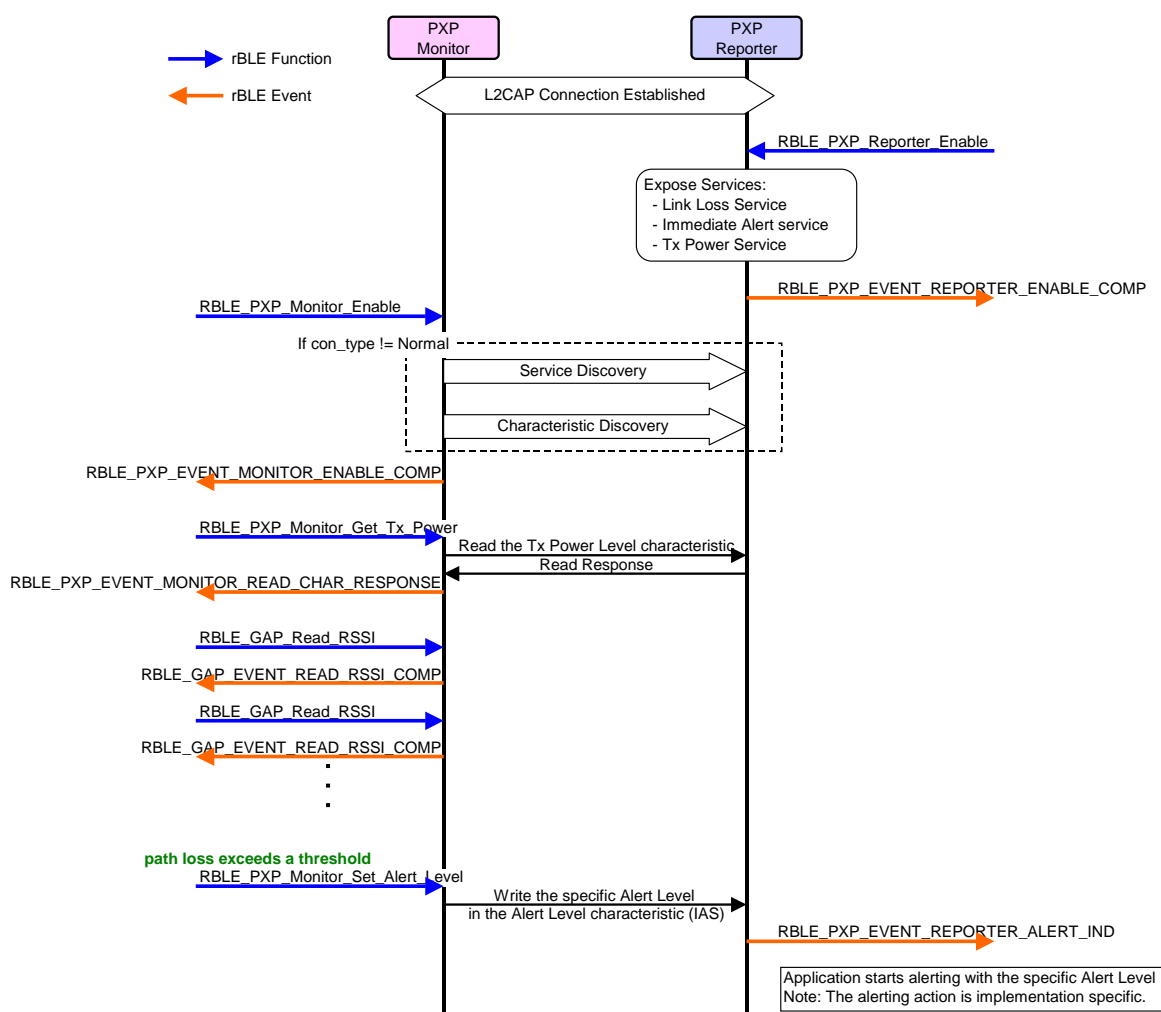 PXP
Monitor
PXP
Reporter
rBLE Function
rBLE Event
L2CAP Connection Established
RBLE_PXP_Reporter_Enable
Expose Services:
- Link Loss Service
- Immediate Alert service
- Tx Power Service
RBLE_PXP_EVENT_REPORTER_ENABLE_COMP
RBLE_PXP_Monitor_Enable
If con_type != Normal
Service Discovery
Characteristic Discovery
RBLE_PXP_EVENT_MONITOR_ENABLE_COMP
RBLE_PXP_Monitor_Get_Tx_Power
Read the Tx Power Level characteristic
Read Response
RBLE_PXP_EVENT_MONITOR_READ_CHAR_RESPONSE
RBLE_GAP_Read_RSSI
RBLE_GAP_EVENT_READ_RSSI_COMP
RBLE_GAP_Read_RSSI
RBLE_GAP_EVENT_READ_RSSI_COMP
path loss exceeds a threshold
RBLE_PXP_Monitor_Set_Alert_Level
Write the specific Alert Level
in the Alert Level characteristic (IAS)
RBLE_PXP_EVENT_REPORTER_ALERT_IND
Application starts alerting with the specific Alert Level
Note: The alerting action is implementation specific.